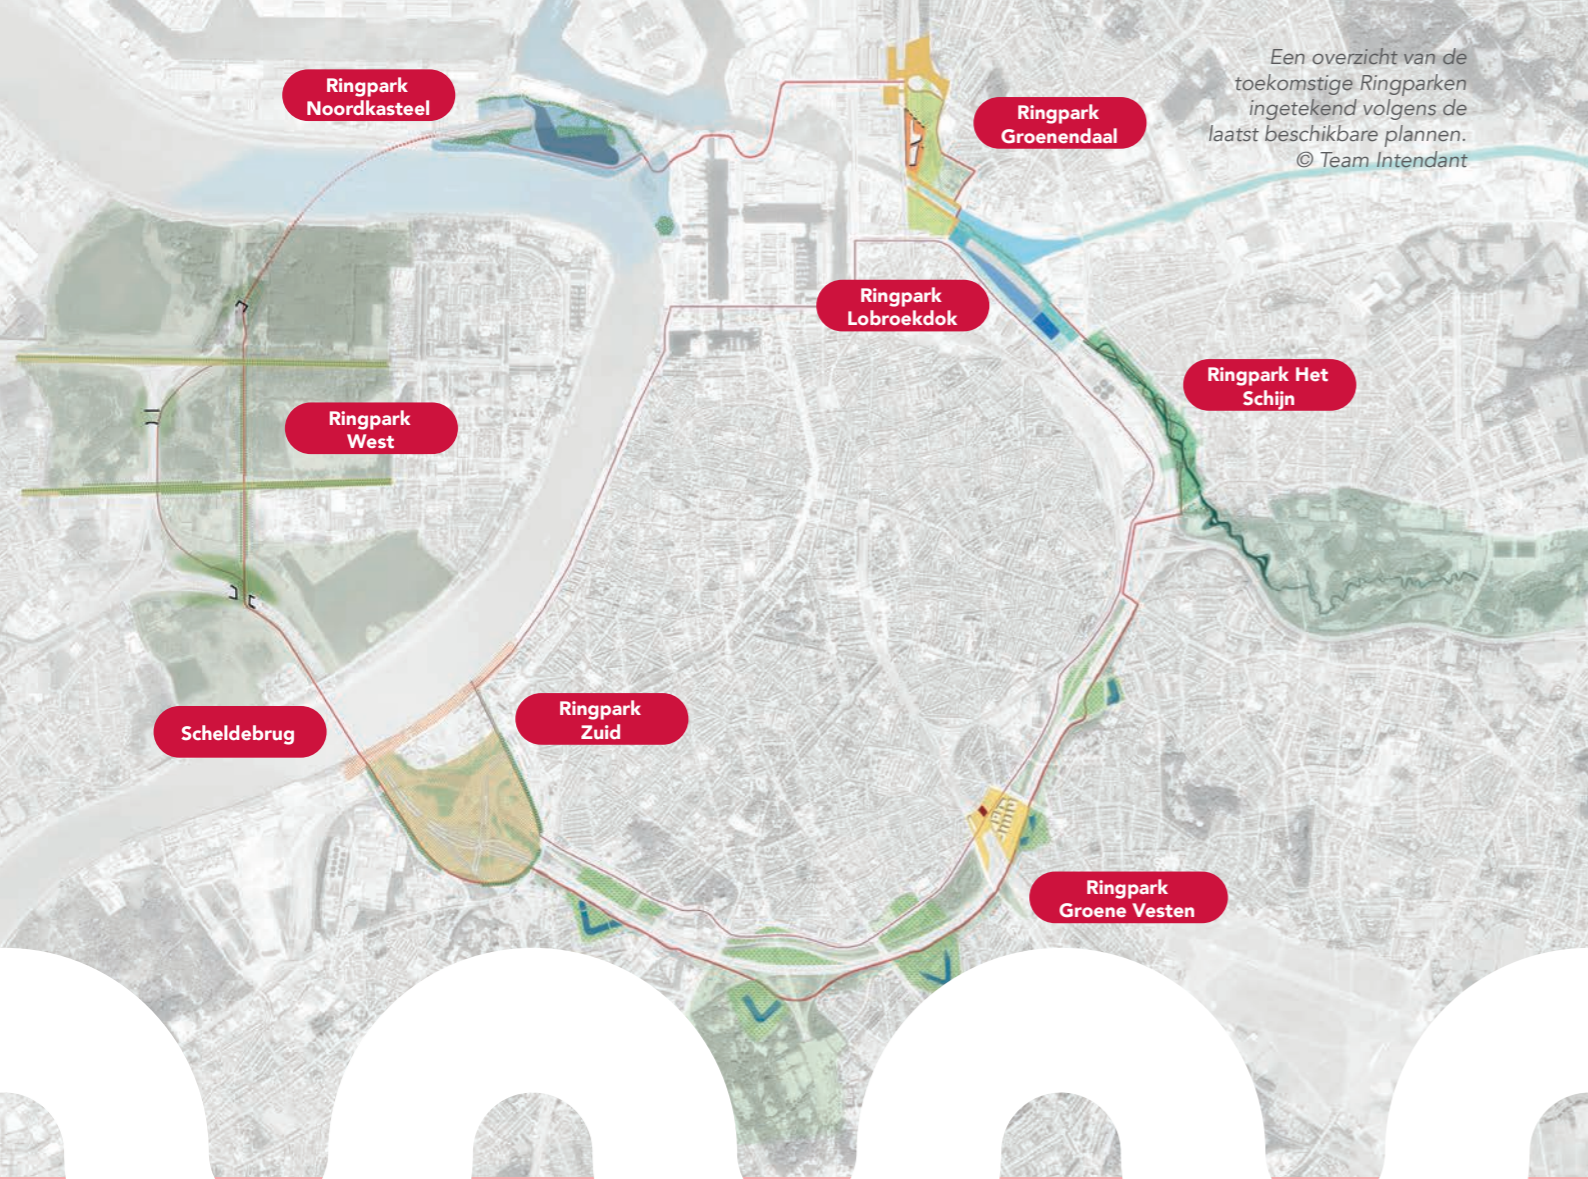 Een overzicht van de
toekomstige Ringparken
ingetekend volgens de
laatst beschikbare plannen.
© Team Intendant
Ringpark
Noordkasteel
Ringpark
Groenendaal
Ringpark
Lobroekdok
Ringpark Het
Schijn
Ringpark
West
Scheldebrug
Ringpark
Zuid
Ringpark
Groene Vesten